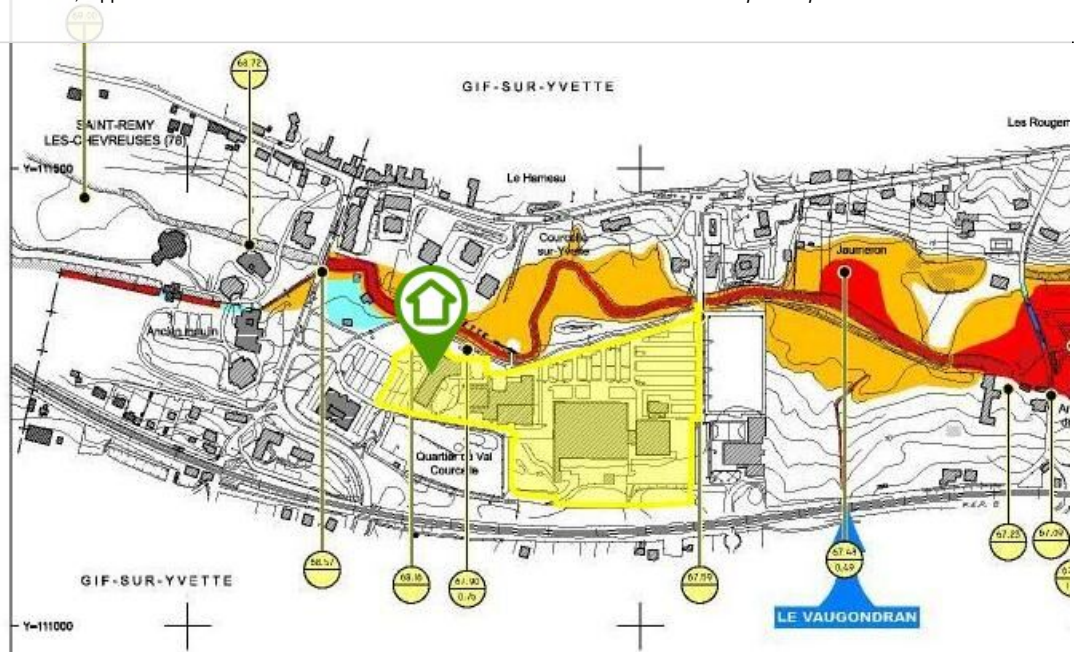 GIF-SUR-YVETTE
68.72
SAINT-REMY
LES-CHEVREUSES (78)
Les Rougem
Y=111500
Le Hameau
Courcelle
sur-Yvette
Jaumeron
Ancien moulin
Quartier du Val
Courcelle
R.E.R. B
67.23
67.09
68.57
68.16
67.90
0.76
67.59
67.48
0.49
GIF-SUR-YVETTE
LE VAUGONDRAN
Y=111000